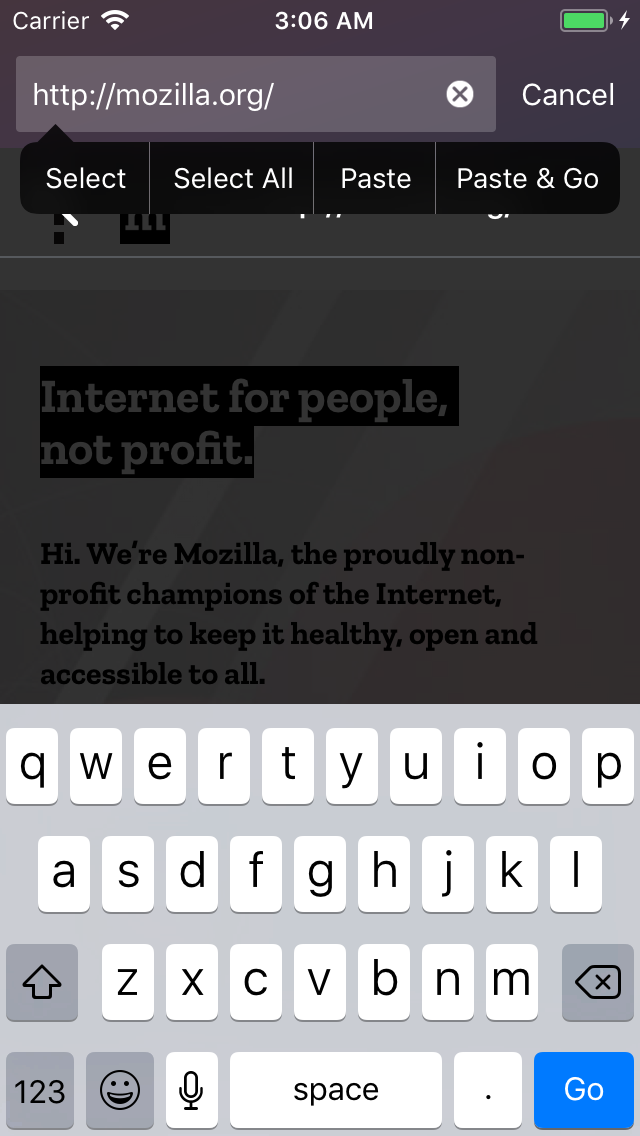 Carrier 3:06 AM
http://mozilla.org/ Cancel
Select Select All Paste Paste & Go
Internet for people,
not profit.
Hi. We’re Mozilla, the proudly non-
profit champions of the Internet,
helping to keep it healthy, open and
accessible to all.
q w e r t y u i o p
a s d f g h j k l
z x c v b n m
123 space . Go